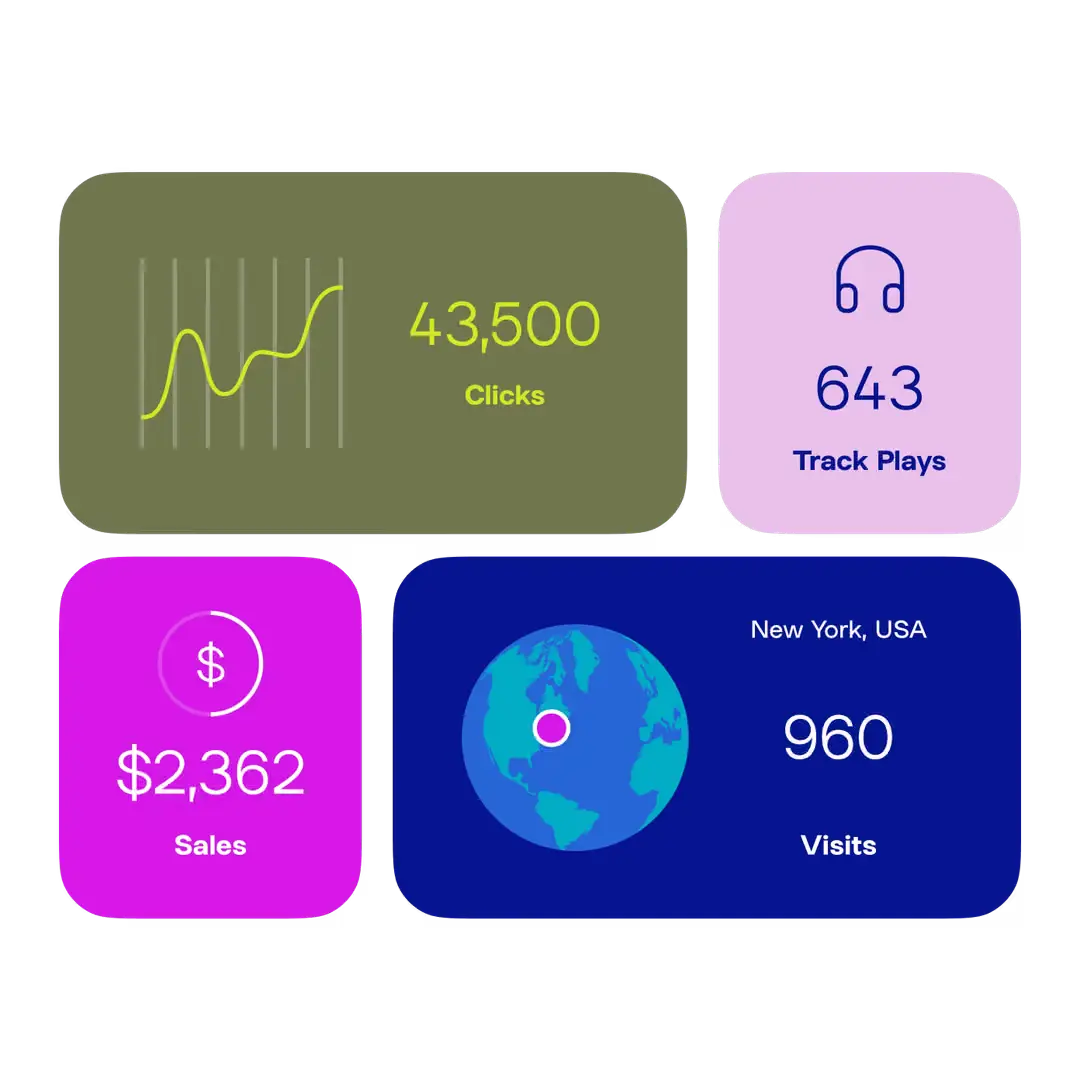 43,500
Clicks
643
Track Plays
$
$2,362
Sales
New York, USA
960
Visits